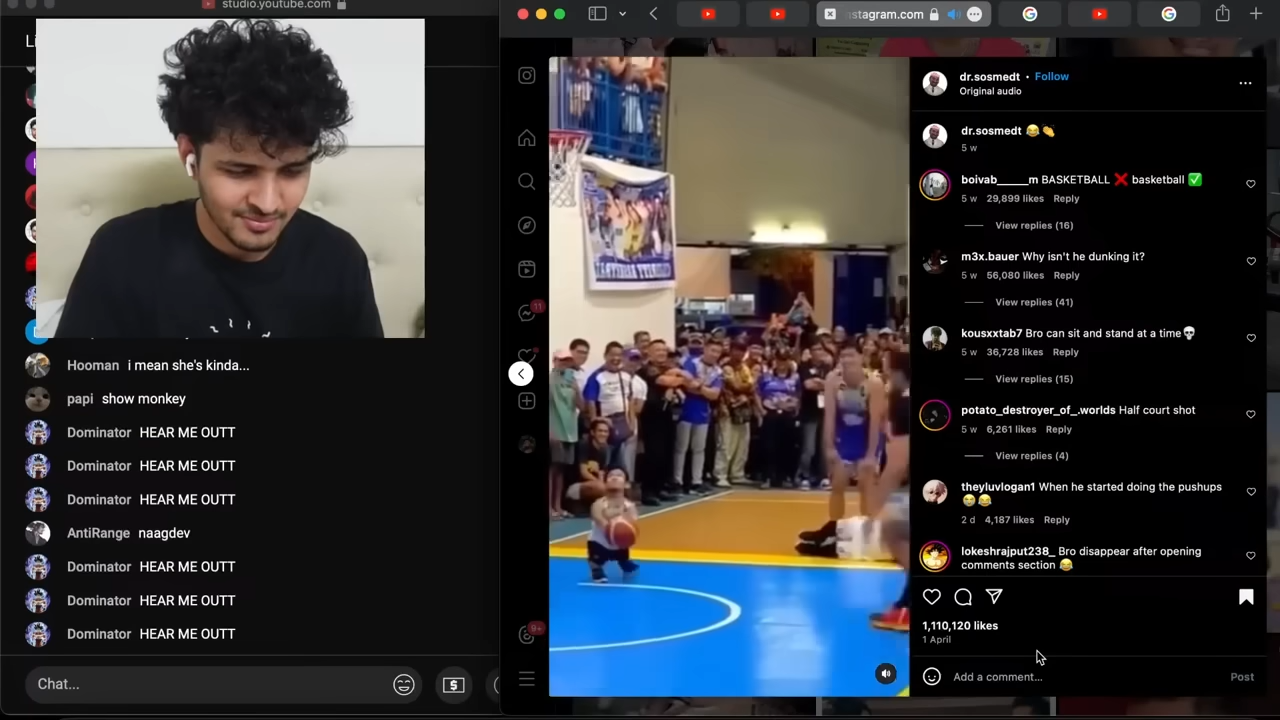 studio.youtube.com
Li
Hooman i mean she's kinda...
papi show monkey
Dominator HEAR ME OUTT
Dominator HEAR ME OUTT
Dominator HEAR ME OUTT
AntiRange naagdev
Dominator HEAR ME OUTT
Dominator HEAR ME OUTT
Dominator HEAR ME OUTT
Chat...
stagram.com
11
9+
dr.sosmedt • Follow
Original audio
dr.sosmedt 😂👏
5 w
boivab_____m BASKETBALL ❌ basketball ✅
5 w 29,899 likes Reply
View replies (16)
m3x.bauer Why isn't he dunking it?
5 w 56,080 likes Reply
View replies (41)
kousxxtab7 Bro can sit and stand at a time💀
5 w 36,728 likes Reply
View replies (15)
potato_destroyer_of_.worlds Half court shot
5 w 6,261 likes Reply
View replies (4)
theyluvlogan1 When he started doing the pushups
😭😂
2 d 4,187 likes Reply
lokeshrajput238_ Bro disappear after opening
comments section 😂
1,110,120 likes
1 April
Add a comment...
Post